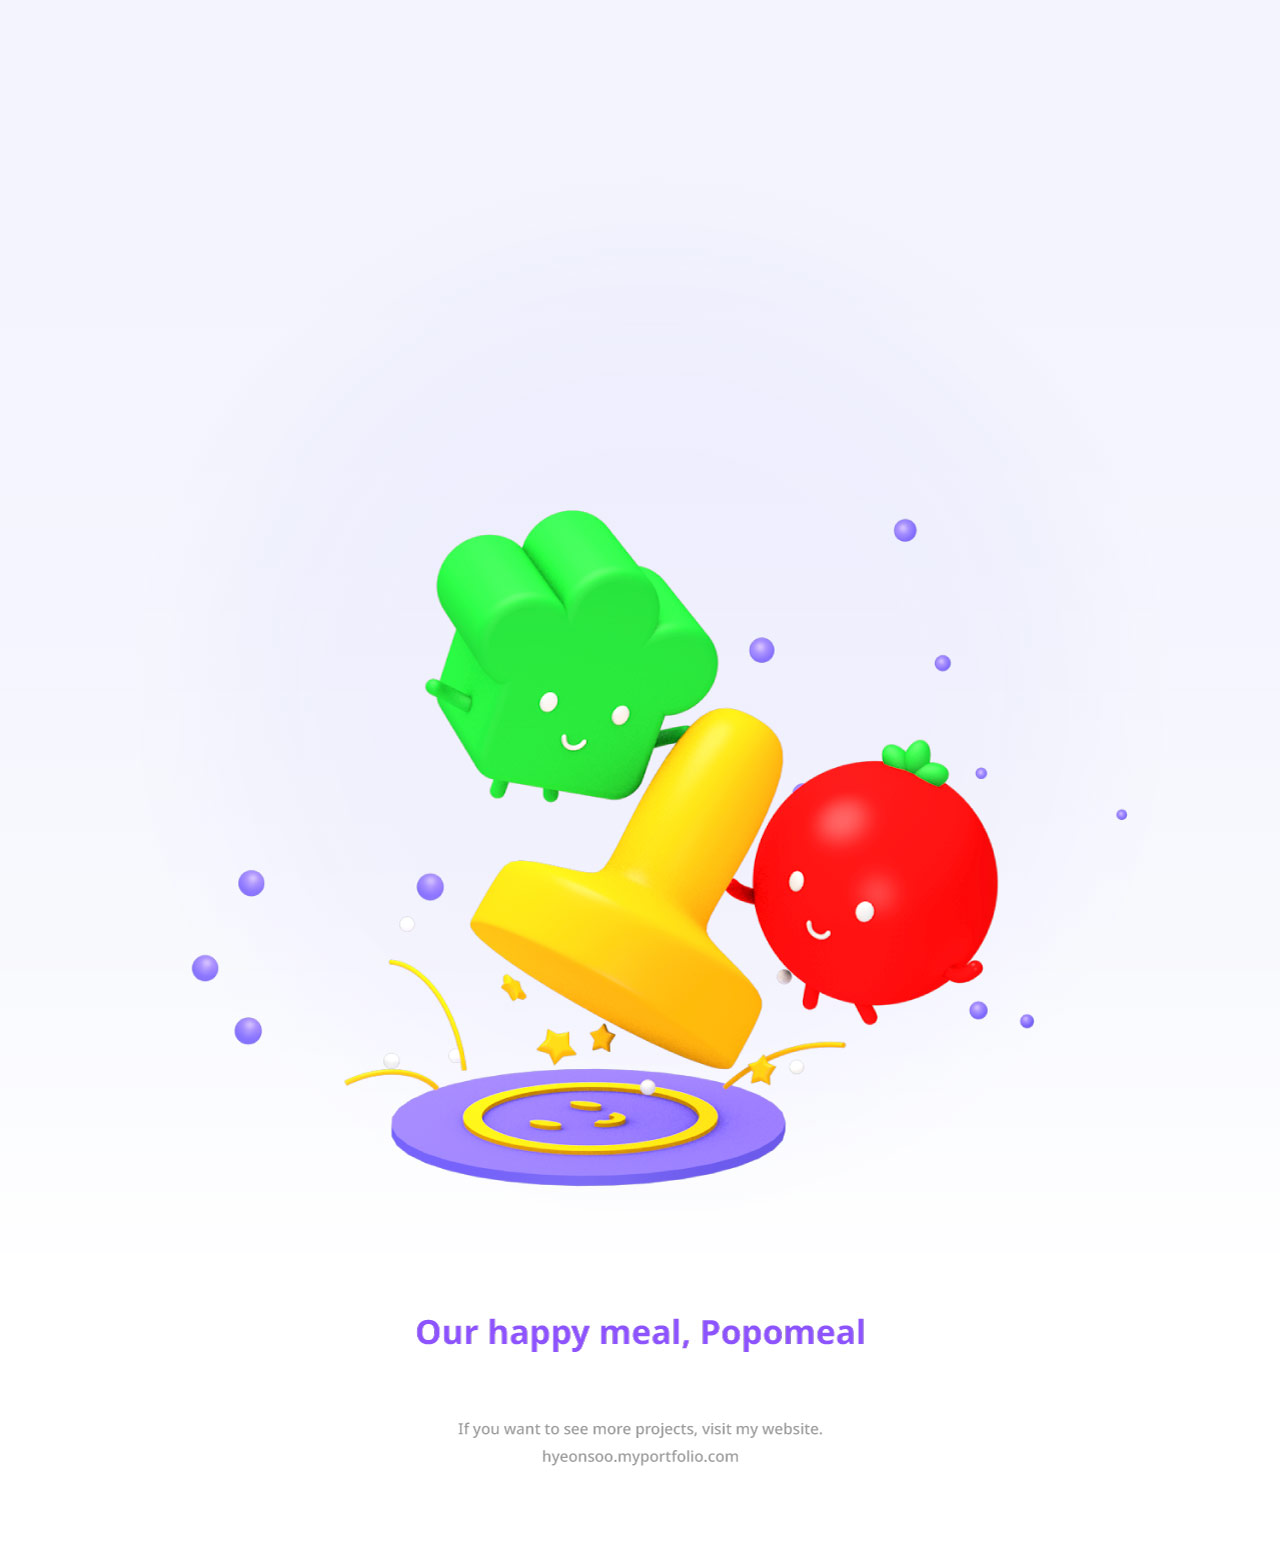 Our happy meal, Popomeal
If you want to see more projects, visit my website.
hyeonsoo.myportfolio.com